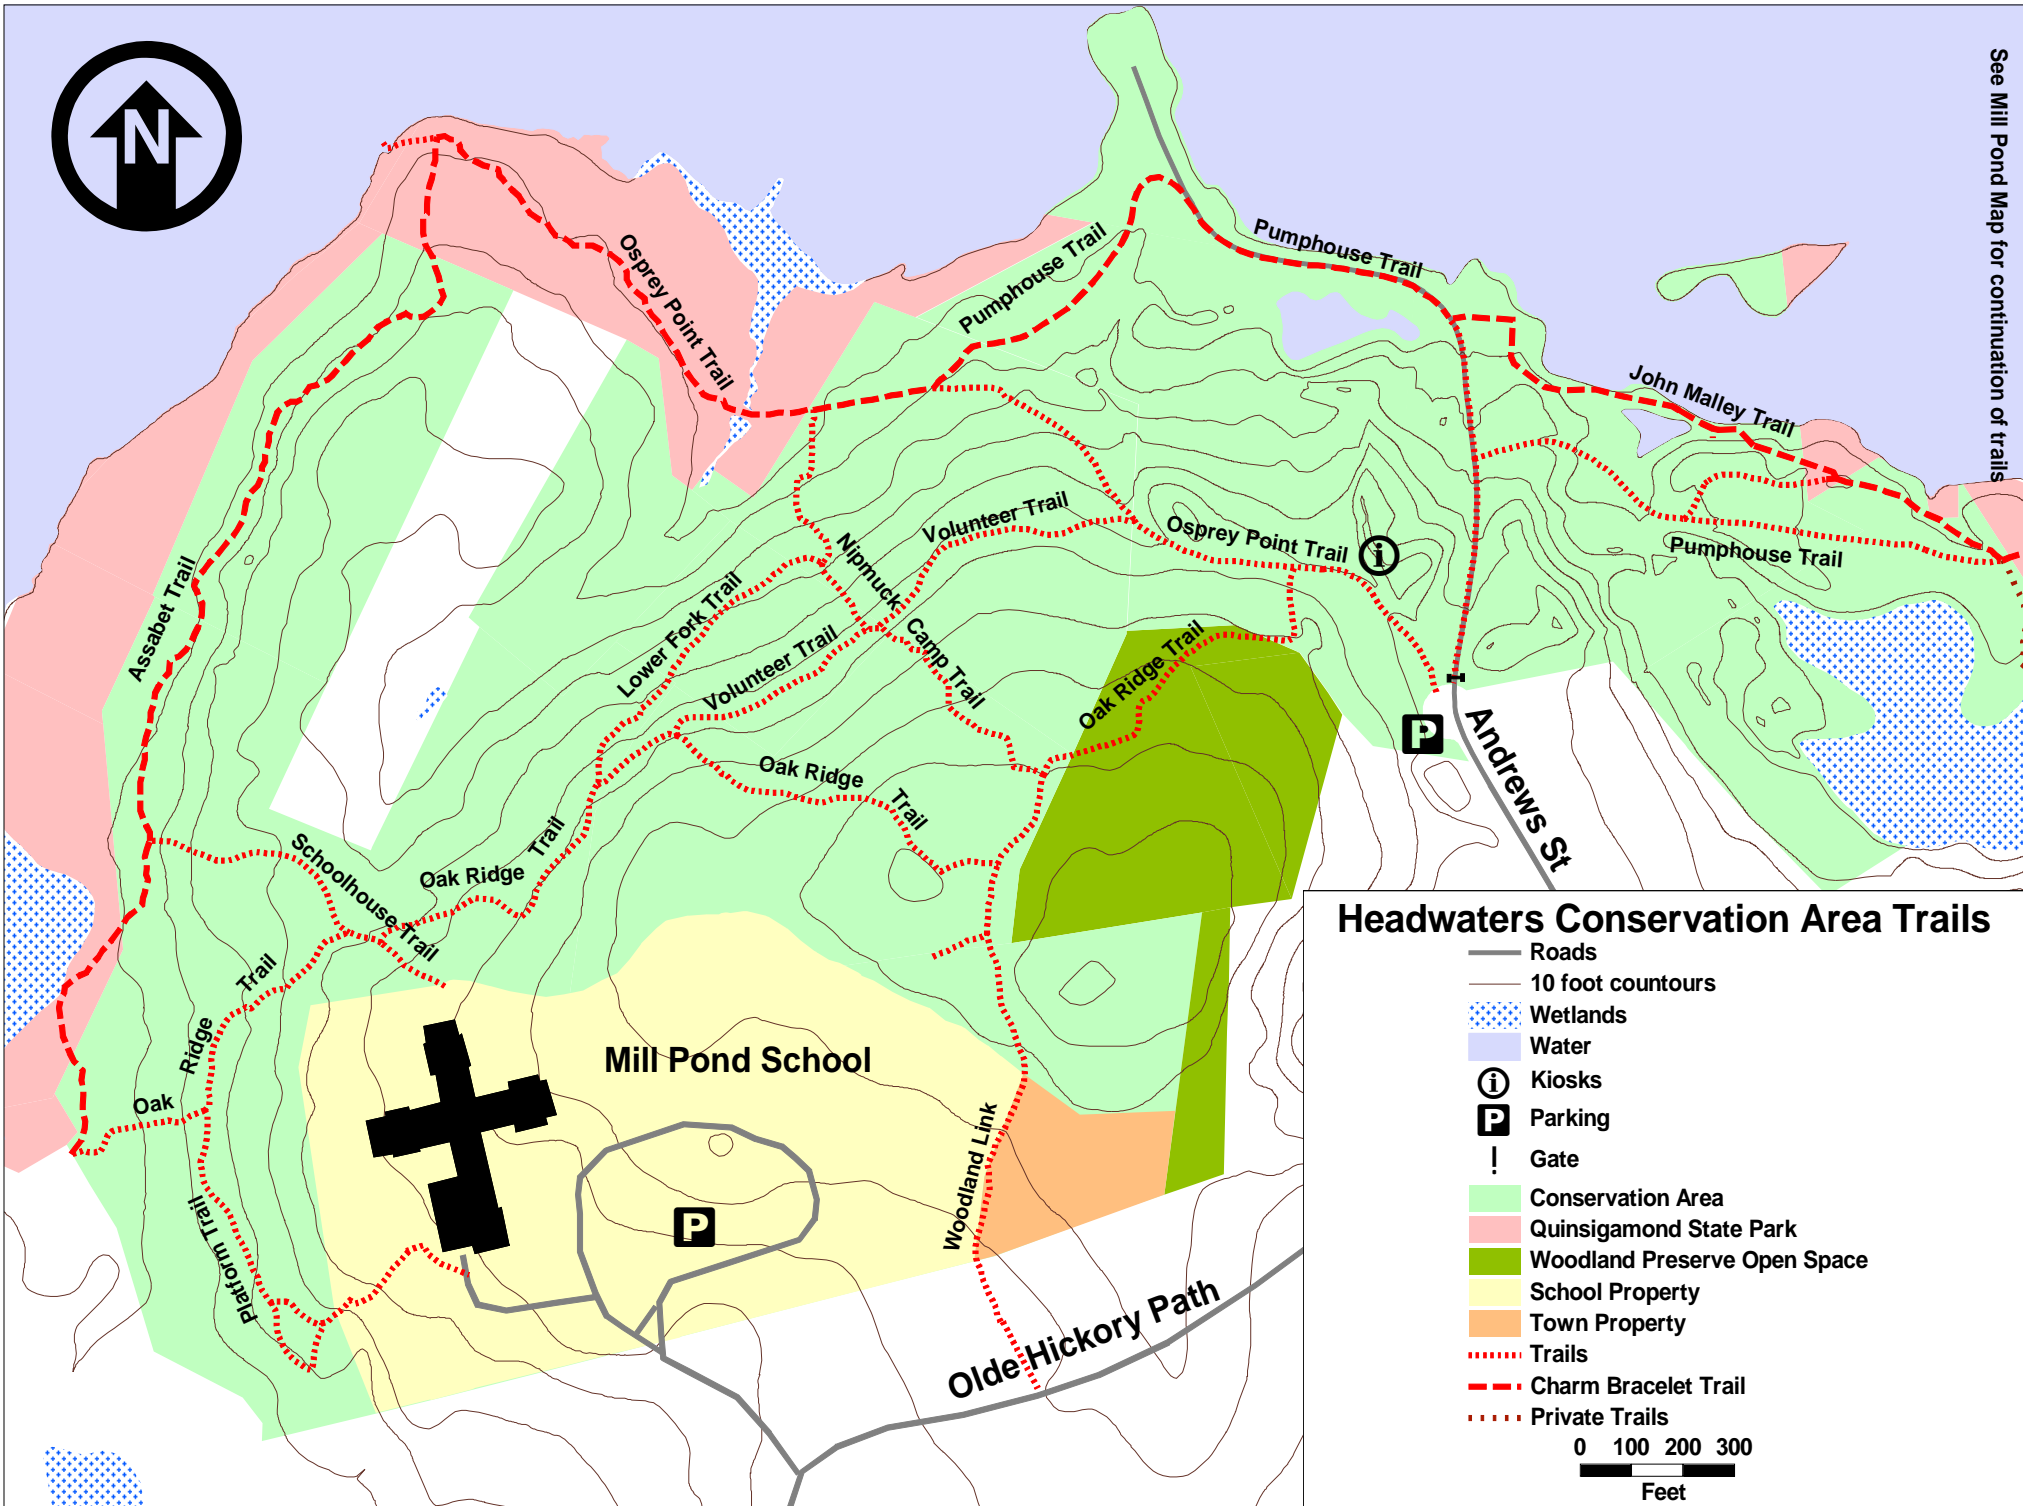 N
See Mill Pond Map for continuation of trails
Pumphouse Trail
Pumphouse Trail
Osprey Point Trail
John Malley Trail
Volunteer Trail
Osprey Point Trail
i
Pumphouse Trail
Nipmuck Camp Trail
Assabet Trail
Lower Fork Trail
Volunteer Trail
Oak Ridge Trail
P
Andrews St
Oak Ridge Trail
Schoolhouse Trail
Oak Ridge Trail
Oak Ridge Trail
Mill Pond School
Woodland Link
Platform Trail
P
Olde Hickory Path
Headwaters Conservation Area Trails
Roads
10 foot countours
Wetlands
Water
i Kiosks
P Parking
Gate
Conservation Area
Quinsigamond State Park
Woodland Preserve Open Space
School Property
Town Property
Trails
Charm Bracelet Trail
Private Trails
0 100 200 300
Feet